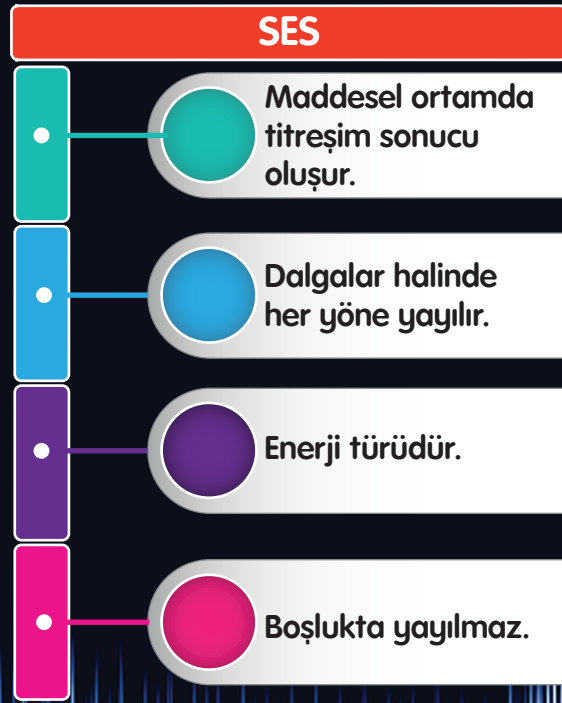 SES
Maddesel ortamda
titreşim sonucu
oluşur.
Dalgalar halinde
her yöne yayılır.
Enerji türüdür.
Boşlukta yayılmaz.